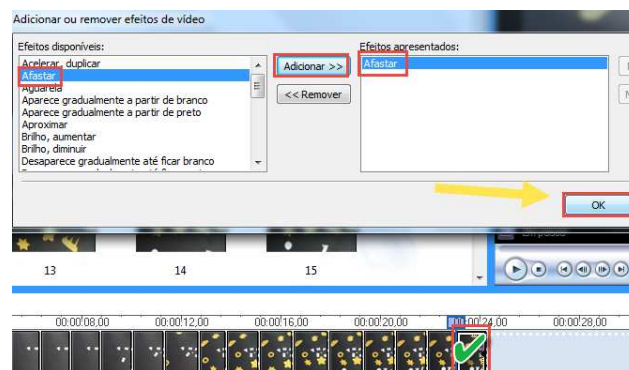 Adicionar ou remover efeitos de vídeo
Efeitos disponíveis:
Efeitos apresentados:
Acelerar, duplicar
Afastar
Aguarela
Aparece gradualmente a partir de branco
Aparece gradualmente a partir de preto
Aproximar
Brilho, aumentar
Brilho, diminuir
Desaparece gradualmente até ficar branco
Adicionar >>
<< Remover
Afastar
OK
13
14
15
00:00:08,00
00:00:12,00
00:00:16,00
00:00:20,00
00:00:24,00
00:00:28,00